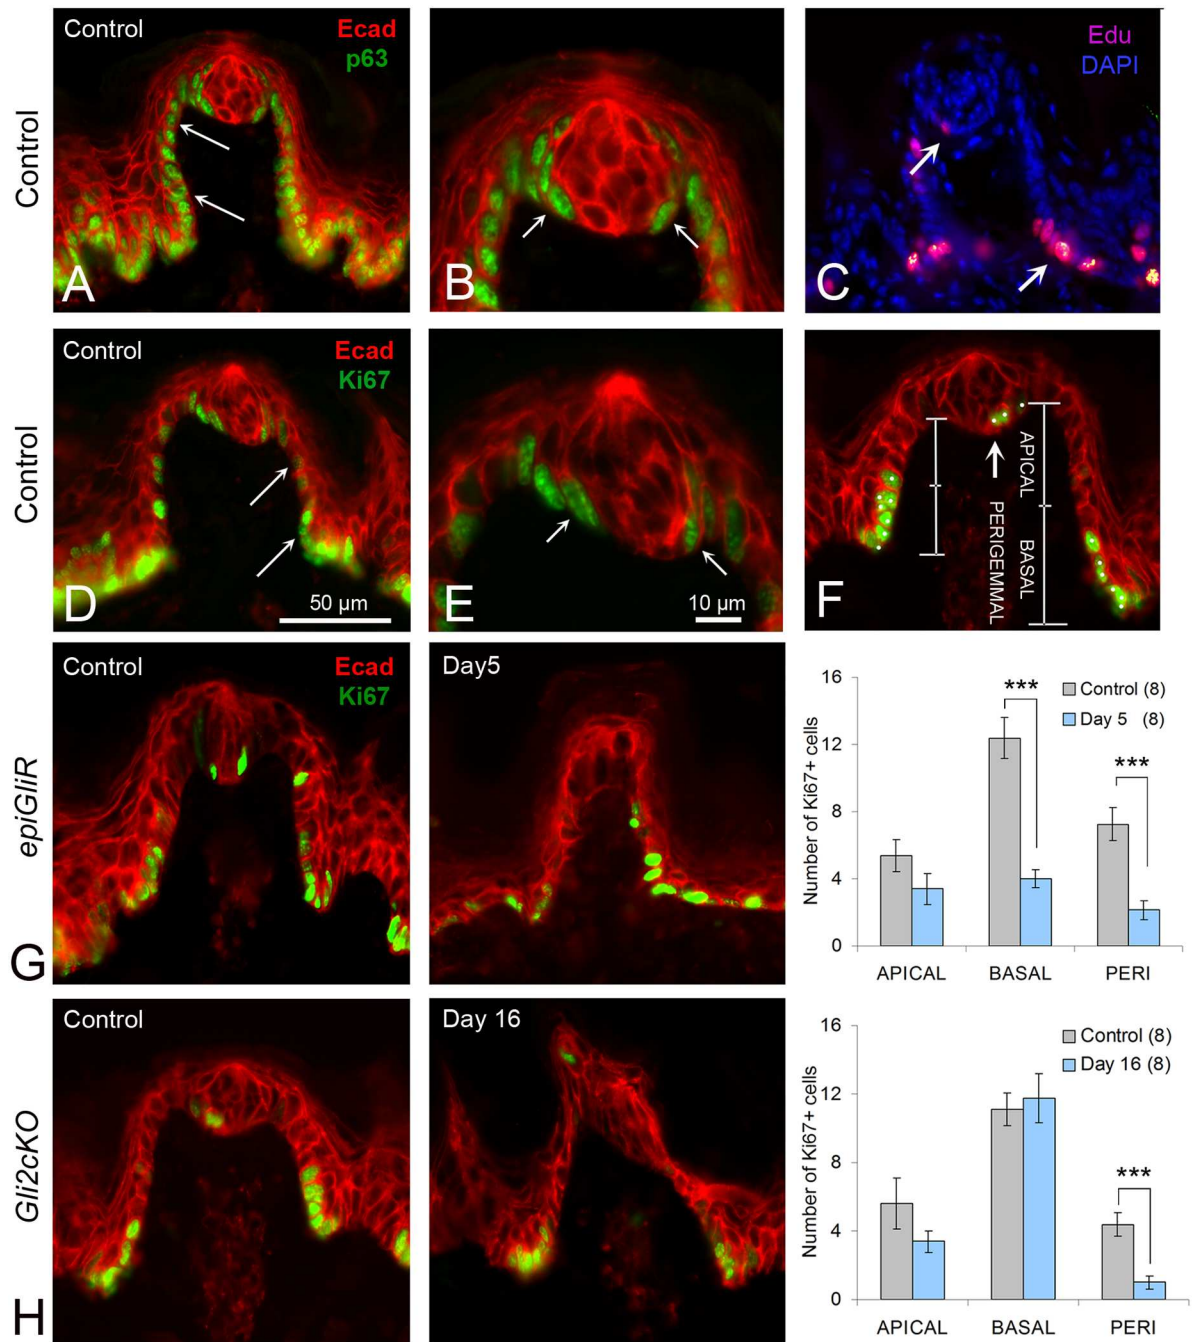 Control
Control
Ecad
p63
A
B
Edu
DAPI
C
Control
Control
Ecad
Ki67
D
50 µm
E
10 µm
APICAL
BASAL
PERIGEMMAL
F
epiGliR
Control
Ecad
Ki67
G
Day5
Number of Ki67+ cells
16
12
8
4
0
Control (8)
Day 5 (8)
***
***
APICAL BASAL PERI
Gli2cKO
Control
H
Day 16
Number of Ki67+ cells
16
12
8
4
0
Control (8)
Day 16 (8)
***
APICAL BASAL PERI